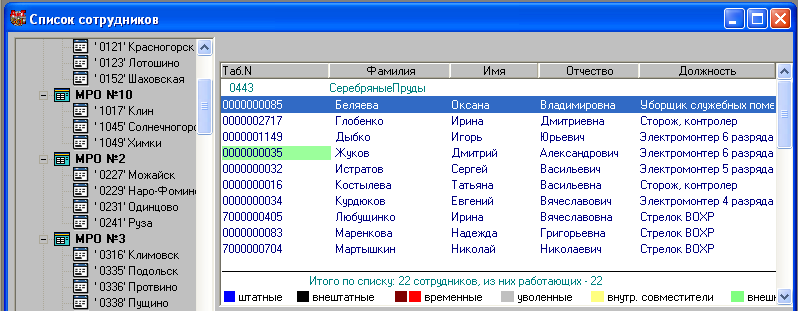 Список сотрудников
'0121' Красногорск
'0123' Лотошино
'0152' Шаховская
МРО №10
'1017' Клин
'1045' Солнечногор
'1049' Химки
МРО №2
'0227' Можайск
'0229' Наро-Фомин
'0231' Одинцово
'0241' Руза
МРО №3
'0316' Климовск
'0335' Подольск
'0336' Протвино
'0338' Пущино
Таб.N Фамилия Имя Отчество Должность
0443 СеребряныеПруды
0000000085 Беляева Оксана Владимировна Уборщик служебных поме
0000002717 Глобенко Ирина Дмитриевна Сторож, контролер
0000001149 Дыбко Игорь Юрьевич Электромонтер 6 разряда
0000000035 Жуков Дмитрий Александрович Электромонтер 6 разряда
0000000032 Истратов Сергей Васильевич Электромонтер 5 разряда
0000000016 Костылева Татьяна Васильевна Сторож, контролер
0000000034 Курдюков Евгений Вячеславович Электромонтер 4 разряда
7000000405 Любущинко Ирина Вячеславовна Стрелок ВОХР
0000000083 Маренкова Надежда Григорьевна Стрелок ВОХР
7000000704 Мартышкин Николай Николаевич Стрелок ВОХР
Итого по списку: 22 сотрудников, из них работающих - 22
штатные внештатные временные уволенные внутр. совместители внешн